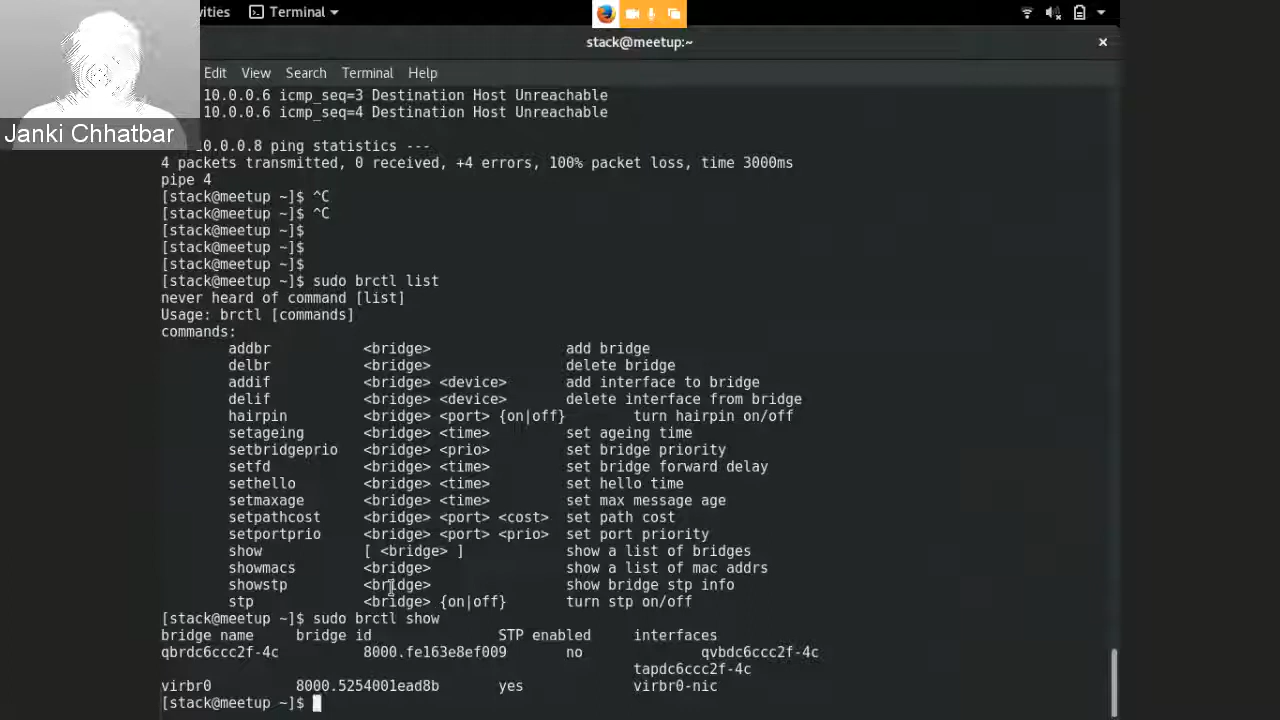 vities Terminal
stack@meetup:~
Edit View Search Terminal Help
Janki Chhatbar
10.0.0.6 icmp_seq=3 Destination Host Unreachable
10.0.0.6 icmp_seq=4 Destination Host Unreachable
.0.0.8 ping statistics ---
4 packets transmitted, 0 received, +4 errors, 100% packet loss, time 3000ms
pipe 4
[stack@meetup ~]$ ^C
[stack@meetup ~]$ ^C
[stack@meetup ~]$
[stack@meetup ~]$
[stack@meetup ~]$
[stack@meetup ~]$ sudo brctl list
never heard of command [list]
Usage: brctl [commands]
commands:
addbr <bridge> add bridge
delbr <bridge> delete bridge
addif <bridge> <device> add interface to bridge
delif <bridge> <device> delete interface from bridge
hairpin <bridge> <port> {on|off} turn hairpin on/off
setageing <bridge> <time> set ageing time
setbridgeprio <bridge> <prio> set bridge priority
setfd <bridge> <time> set bridge forward delay
sethello <bridge> <time> set hello time
setmaxage <bridge> <time> set max message age
setpathcost <bridge> <port> <cost> set path cost
setportprio <bridge> <port> <prio> set port priority
show [ <bridge> ] show a list of bridges
showmacs <bridge> show a list of mac addrs
showstp <bridge> show bridge stp info
stp <bridge> {on|off} turn stp on/off
[stack@meetup ~]$ sudo brctl show
bridge name bridge id STP enabled interfaces
qbrdc6ccc2f-4c 8000.fe163e8ef009 no qvbdc6ccc2f-4c
tapdc6ccc2f-4c
virbr0 8000.5254001ead8b yes virbr0-nic
[stack@meetup ~]$